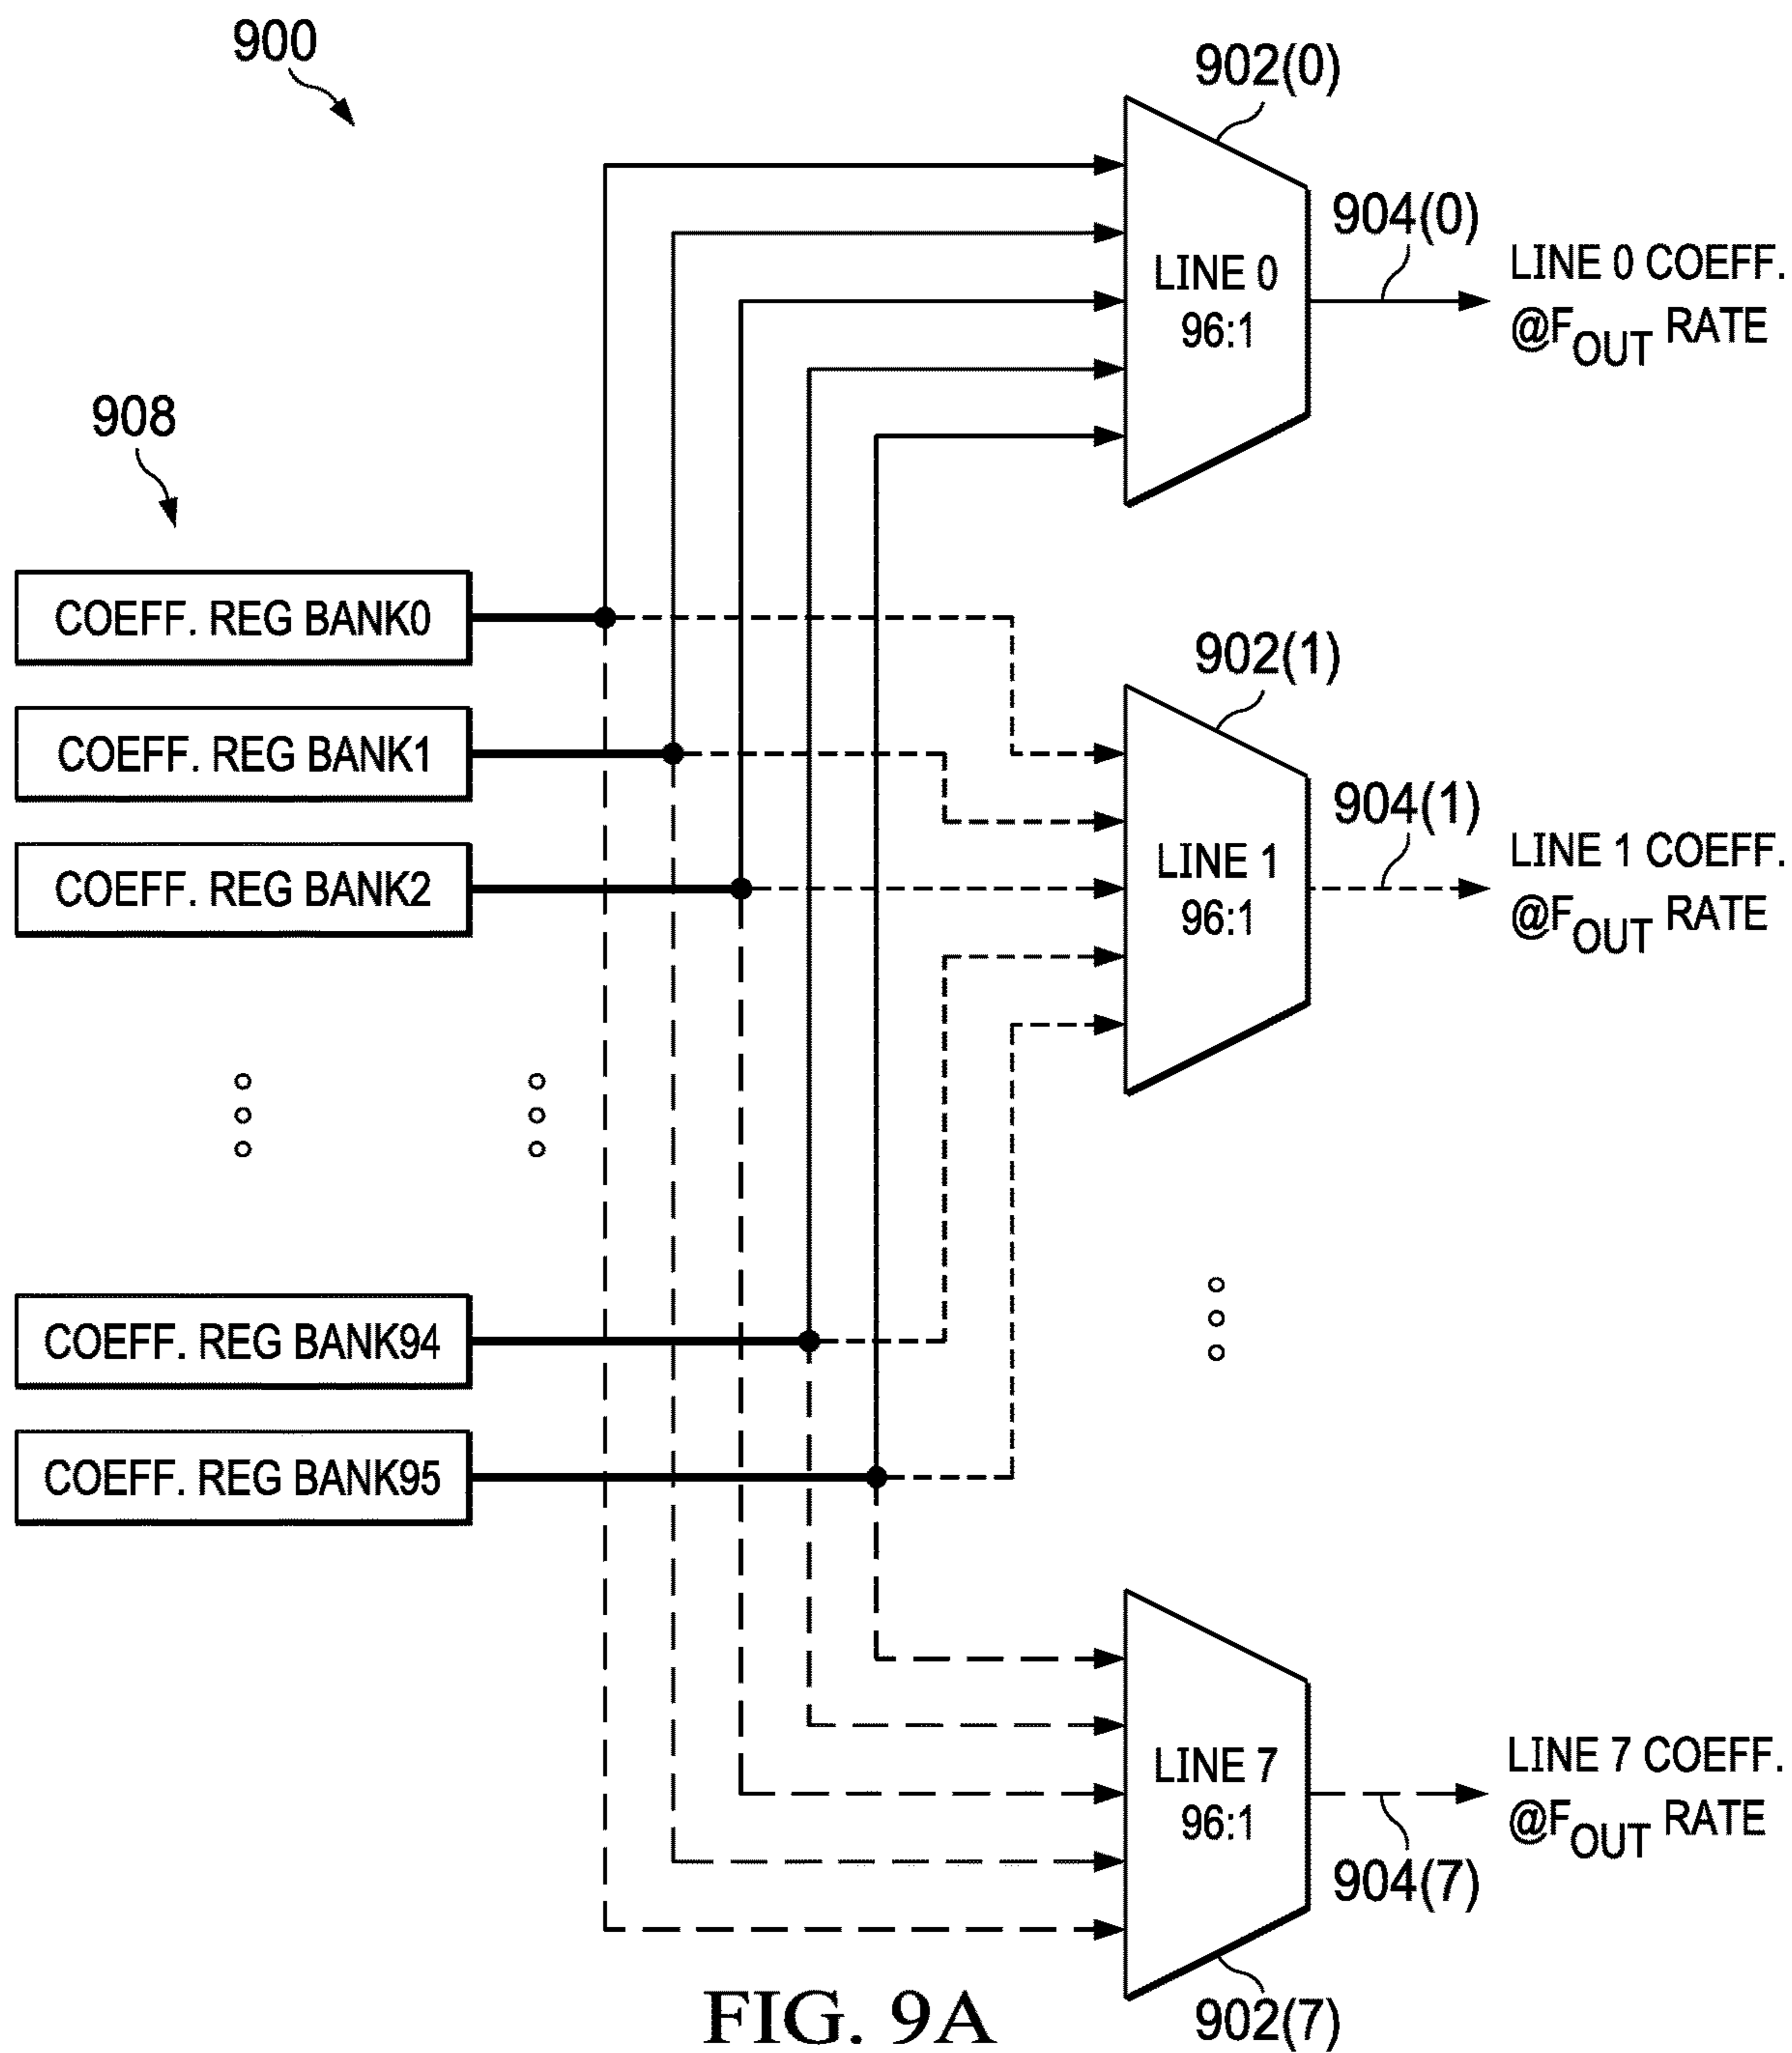 900
902(0)
904(0)
LINE 0
96:1
LINE 0 COEFF.
@FOUT RATE
908
COEFF. REG BANK0
COEFF. REG BANK1
COEFF. REG BANK2
902(1)
904(1)
LINE 1
96:1
LINE 1 COEFF.
@FOUT RATE
COEFF. REG BANK94
COEFF. REG BANK95
LINE 7
96:1
LINE 7 COEFF.
@FOUT RATE
904(7)
902(7)
FIG. 9A